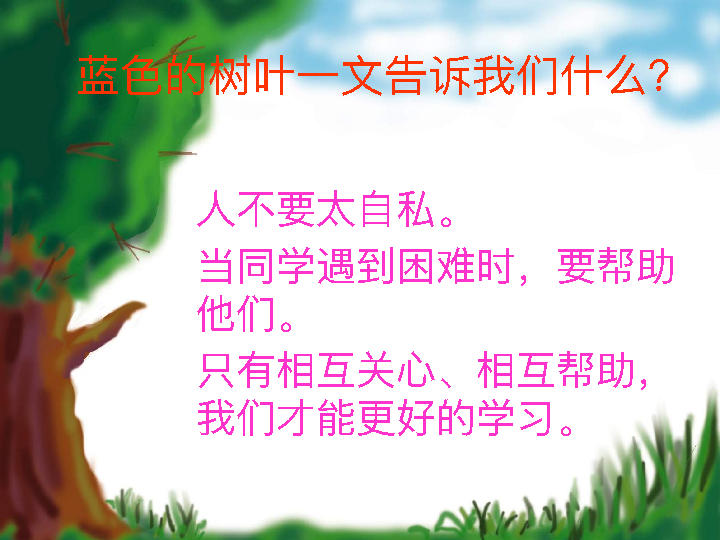 蓝色的树叶一文告诉我们什么？
人不要太自私。
当同学遇到困难时，要帮助
他们。
只有相互关心、相互帮助，
我们才能更好的学习。